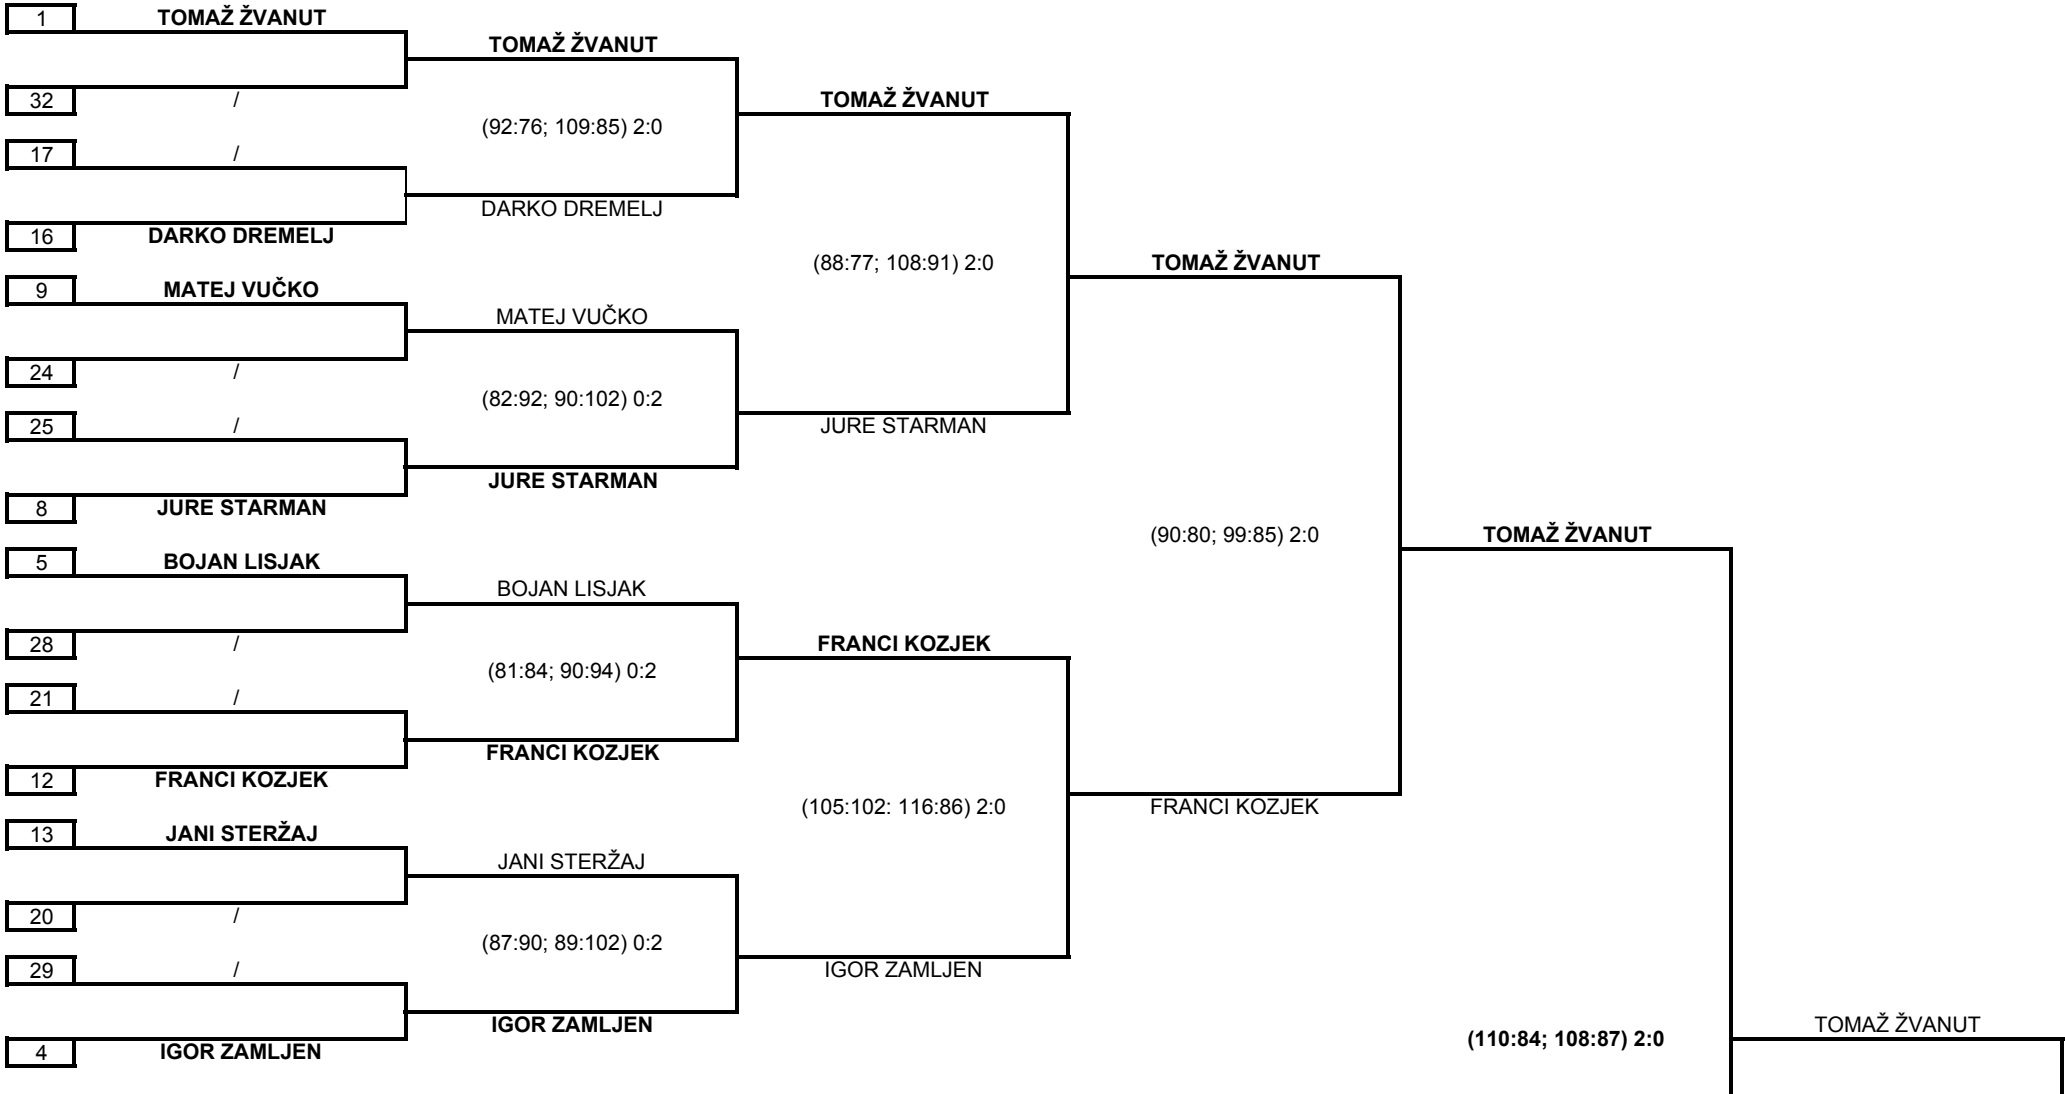 1 TOMAŽ ŽVANUT
TOMAŽ ŽVANUT
32 /
TOMAŽ ŽVANUT
(92:76; 109:85) 2:0
17 /
DARKO DREMELJ
16 DARKO DREMELJ
(88:77; 108:91) 2:0
TOMAŽ ŽVANUT
9 MATEJ VUČKO
MATEJ VUČKO
24 /
(82:92; 90:102) 0:2
25 /
JURE STARMAN
JURE STARMAN
8 JURE STARMAN
(90:80; 99:85) 2:0
TOMAŽ ŽVANUT
5 BOJAN LISJAK
BOJAN LISJAK
28 /
FRANCI KOZJEK
(81:84; 90:94) 0:2
21 /
FRANCI KOZJEK
12 FRANCI KOZJEK
(105:102: 116:86) 2:0
FRANCI KOZJEK
13 JANI STERŽAJ
JANI STERŽAJ
20 /
(87:90; 89:102) 0:2
29 /
IGOR ZAMLJEN
IGOR ZAMLJEN
TOMAŽ ŽVANUT
(110:84; 108:87) 2:0
4 IGOR ZAMLJEN